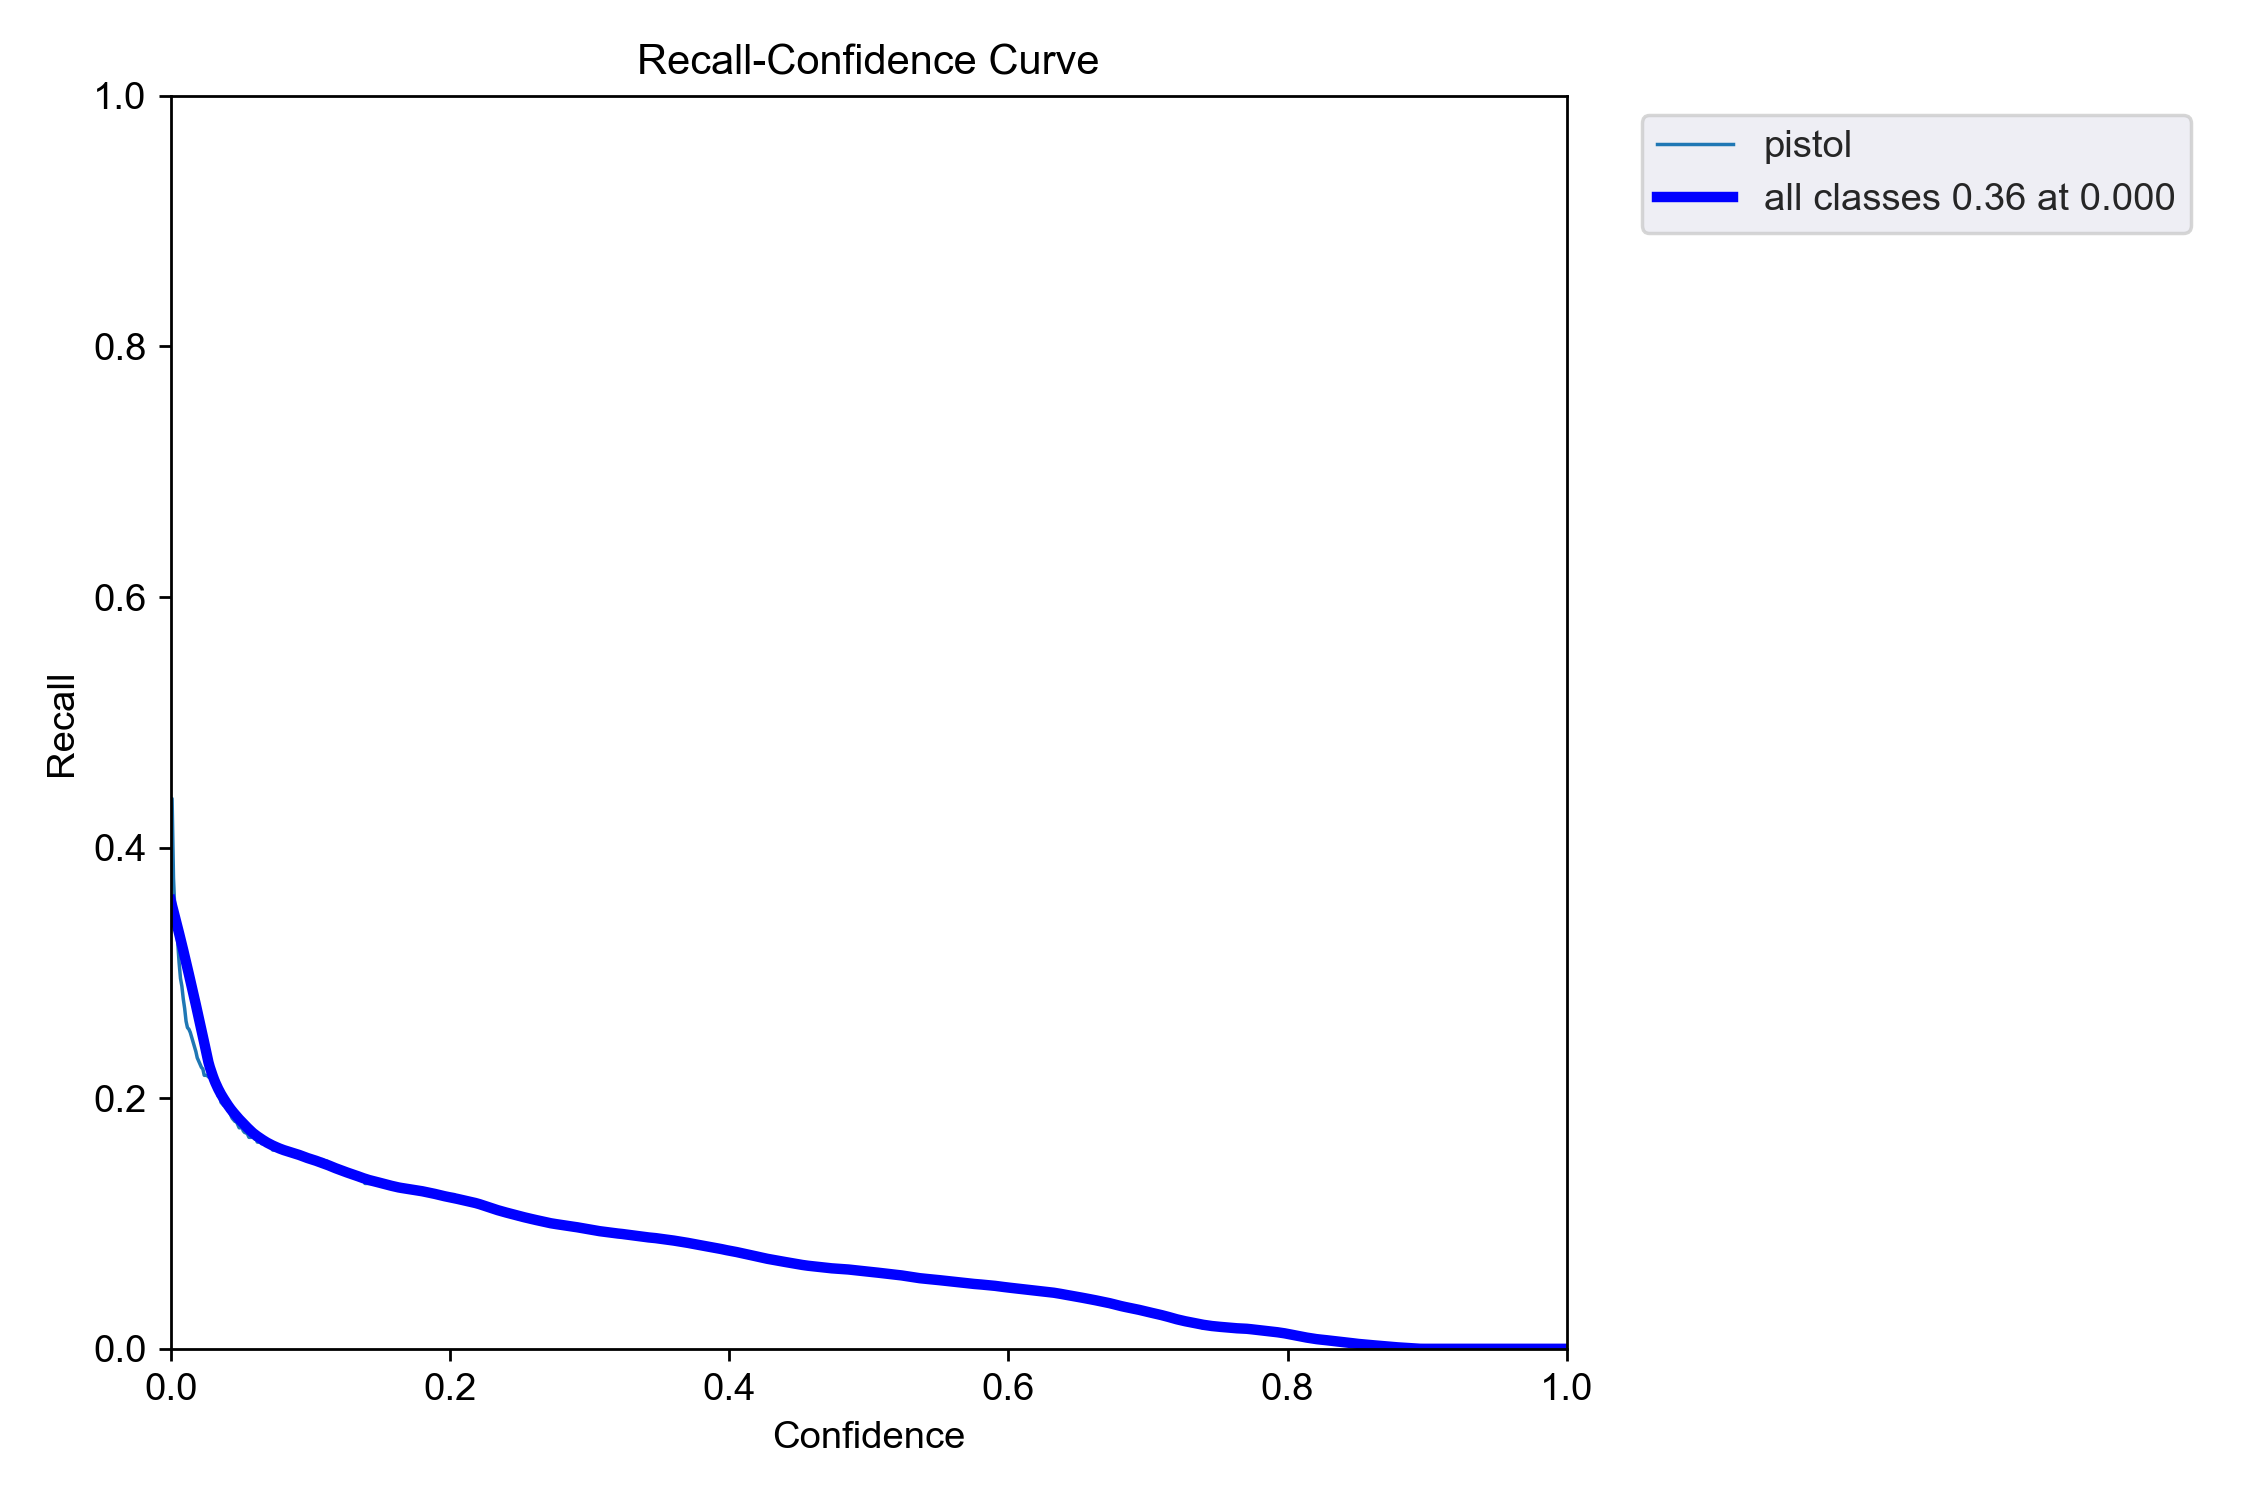 Recall-Confidence Curve
1.0
0.8
0.6
0.4
0.2
0.0
Recall
0.0 0.2 0.4 0.6 0.8 1.0
Confidence
pistol
all classes 0.36 at 0.000